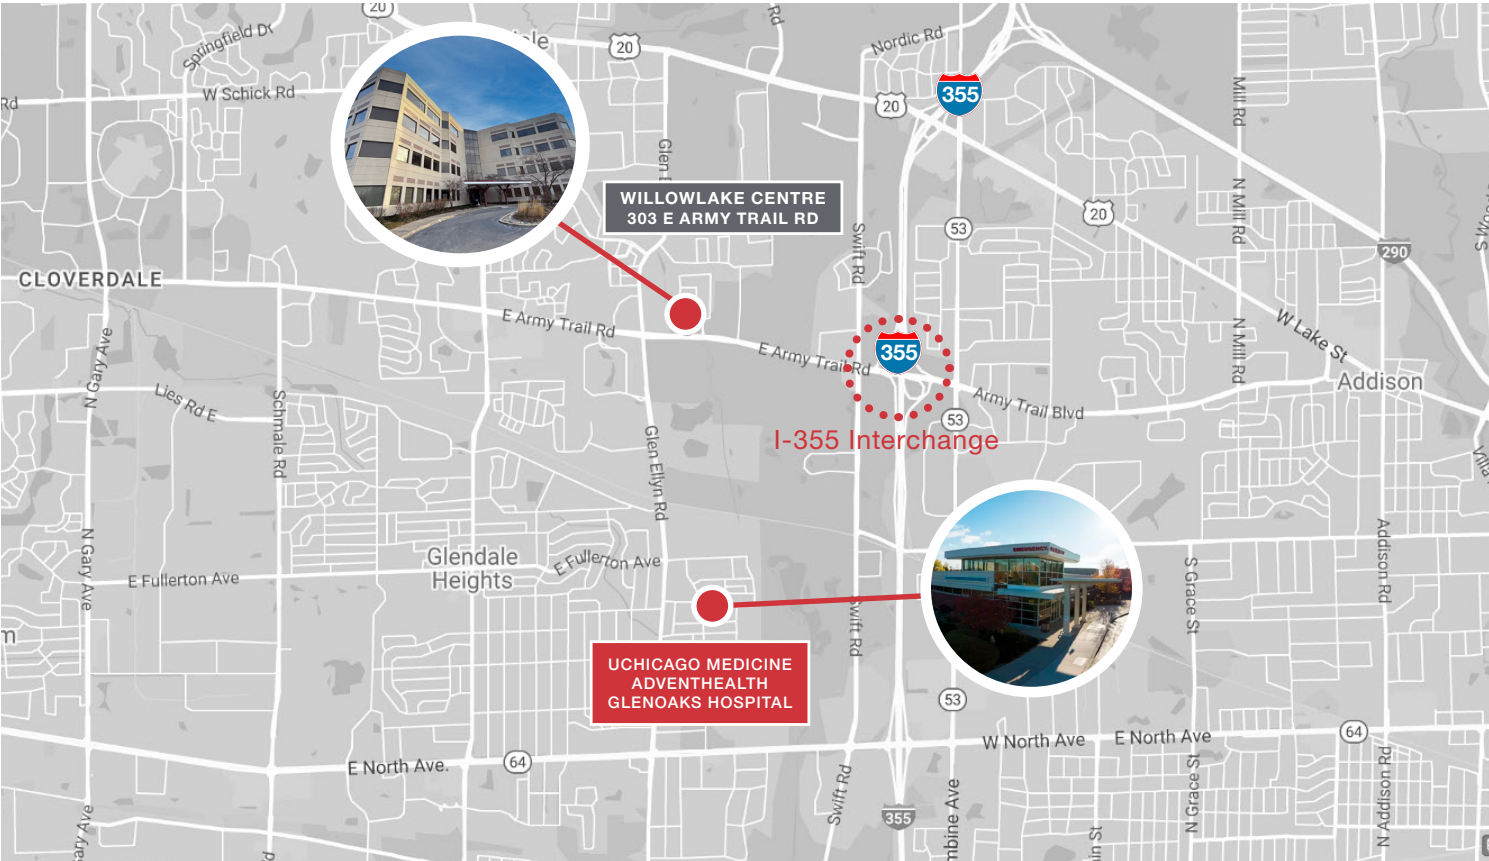 20
Springfield Dr
Rd
Nordic Rd
20
355
W Schick Rd
Rd
20
Mill Rd
WILLOWLAKE CENTRE
303 E ARMY TRAIL RD
N Mill Rd
20
53
Swift Rd
290
CLOVERDALE
E Army Trail Rd
E Army Trail Rd
355
W Lake St
N Gary Ave
N Mill Rd
Addison
Lies Rd E
Schmale Rd
Army Trail Blvd
53
I-355 Interchange
Glen Ellyn Rd
N Gary Ave
Glendale
Heights
E Fullerton Ave
E Fullerton Ave
Addison Rd
S Grace St
EMERGENCY
Swift Rd
UCHICAGO MEDICINE
ADVENTHEALTH
GLENOAKS HOSPITAL
53
W North Ave
E North Ave
64
E North Ave.
64
Swift Rd
355
N Grace St
N Addison Rd